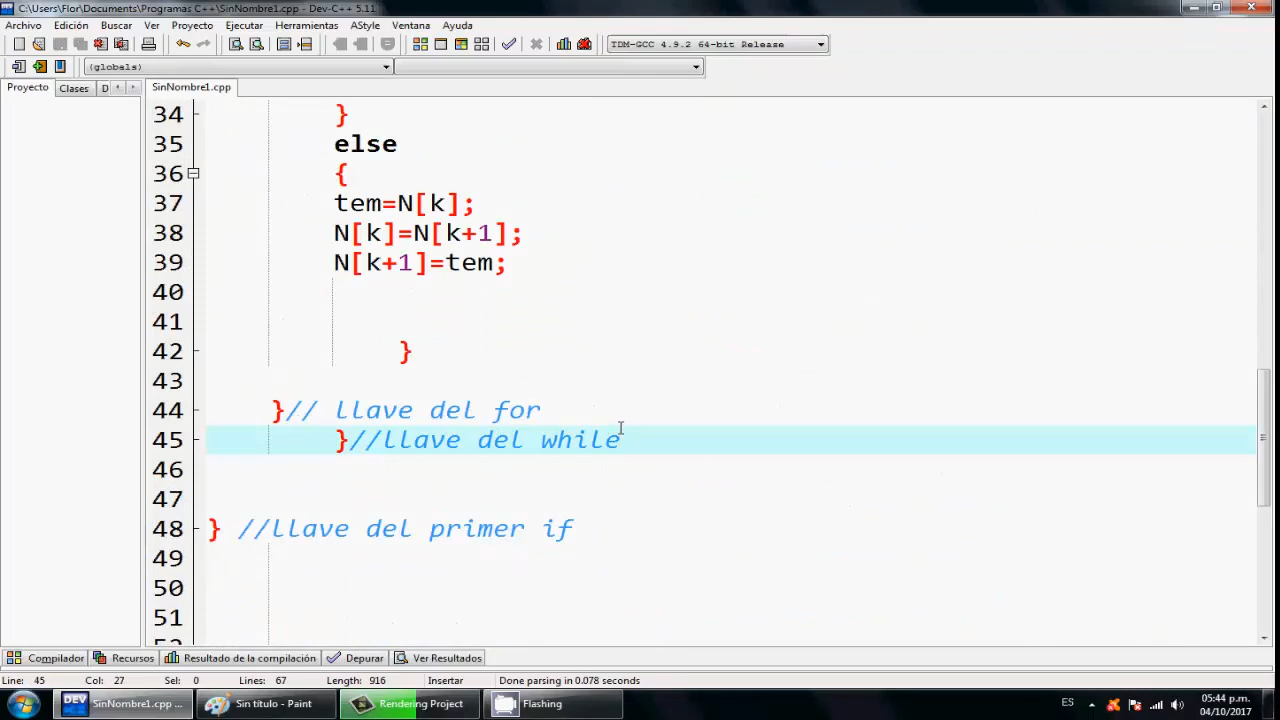 C:\Users\Flor\Documents\Programas C++\SinNombre1.cpp - Dev-C++ 5.11
Archivo Edición Buscar Ver Proyecto Ejecutar Herramientas AStyle Ventana Ayuda
TDM-GCC 4.9.2 64-bit Release
(globals)
Proyecto Clases D SinNombre1.cpp
34 }
35 else
36 {
37 tem=N[k];
38 N[k]=N[k+1];
39 N[k+1]=tem;
40
41
42 }
43
44 }// llave del for
45 }//llave del while
46
47
48 } //llave del primer if
49
50
51
Compilador Recursos Resultado de la compilación Depurar Ver Resultados
Line: 45 Col: 27 Sel: 0 Lines: 67 Length: 916 Insertar Done parsing in 0.078 seconds
DEV SinNombre1.cpp ... Sin título - Paint Rendering Project Flashing ES 05:44 p.m.
04/10/2017